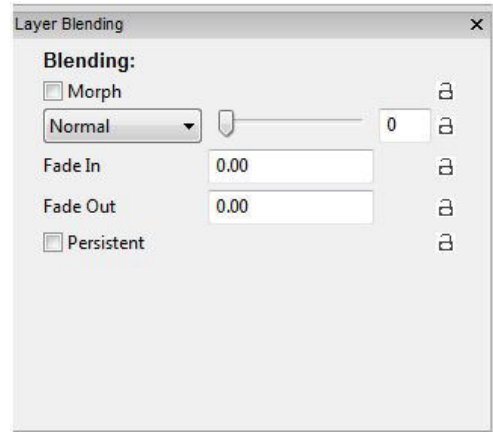 Layer Blending
Blending:
Morph
Normal 0
Fade In 0.00
Fade Out 0.00
Persistent